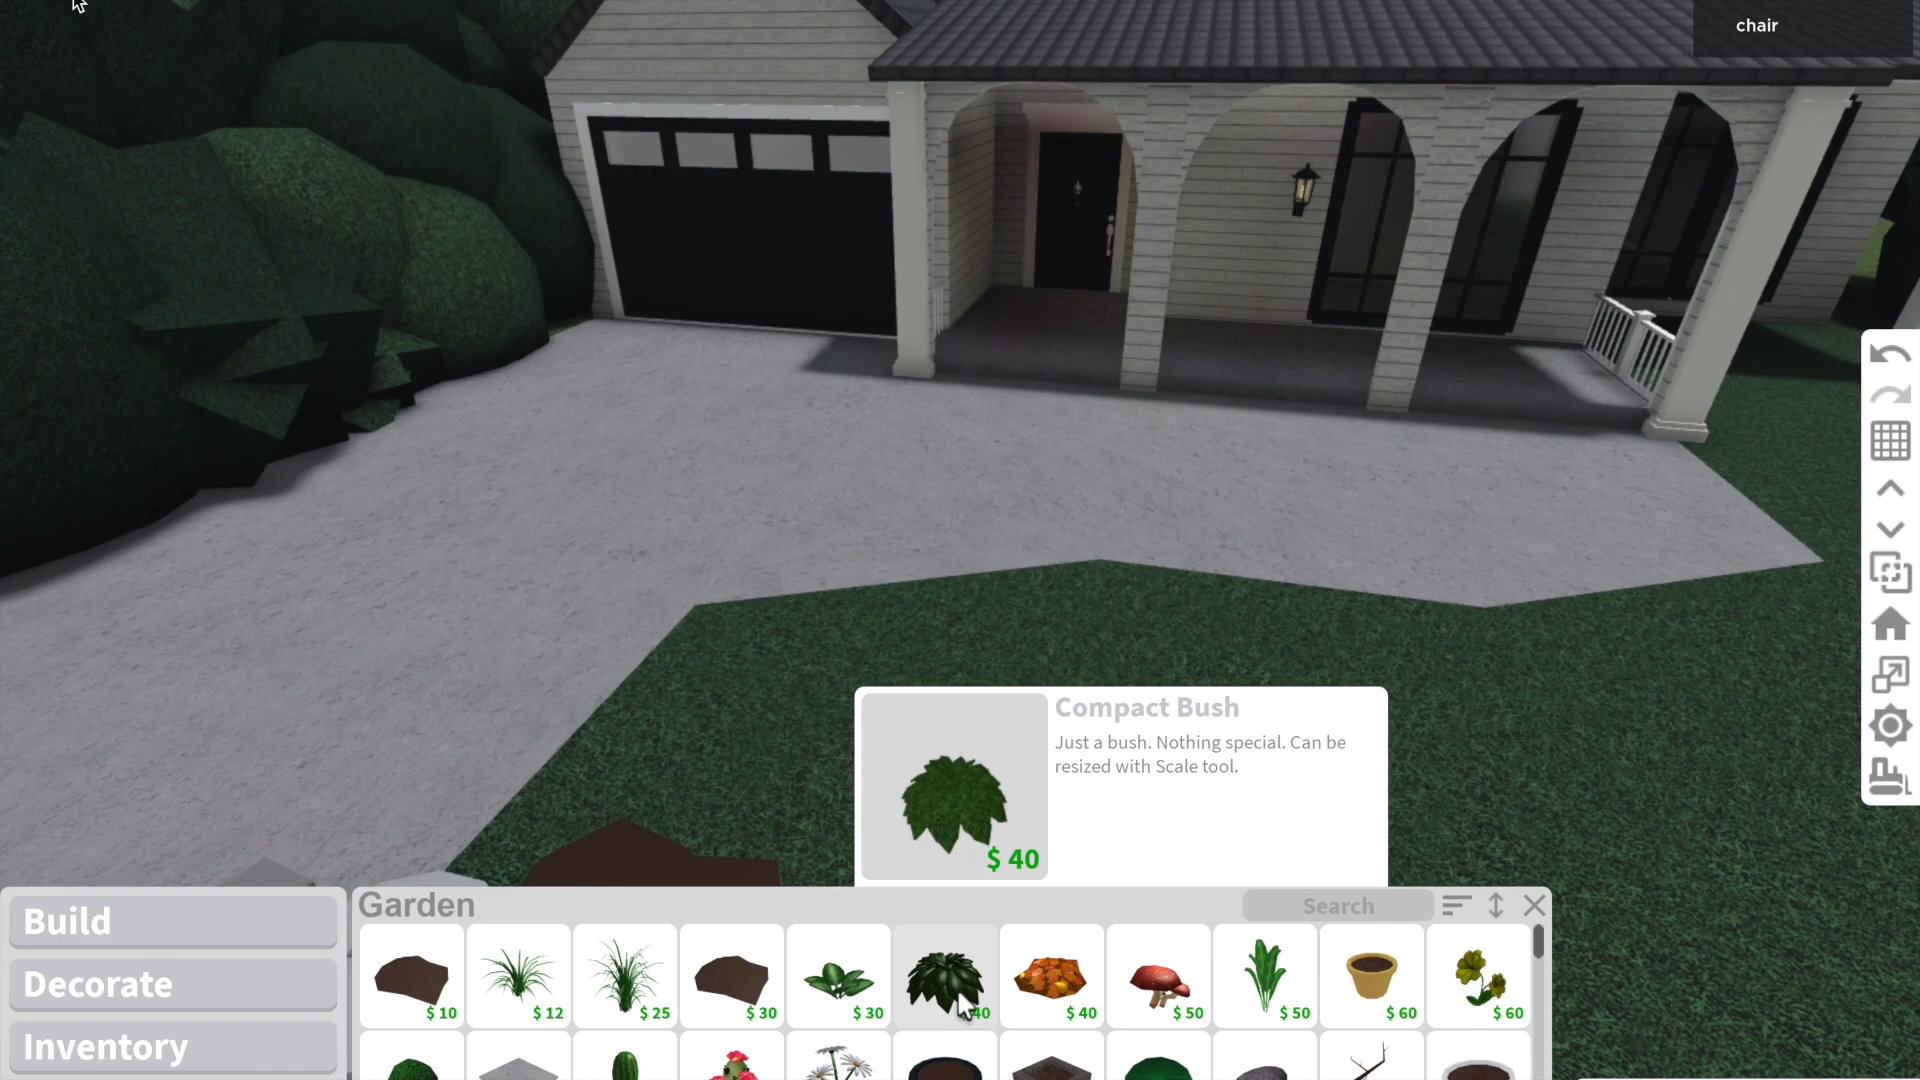 chair
Compact Bush
Just a bush. Nothing special. Can be
resized with Scale tool.
$ 40
Build
Decorate
Inventory
Garden
Search
$ 10
$ 12
$ 25
$ 30
$ 30
40
$ 40
$ 50
$ 50
$ 60
$ 60